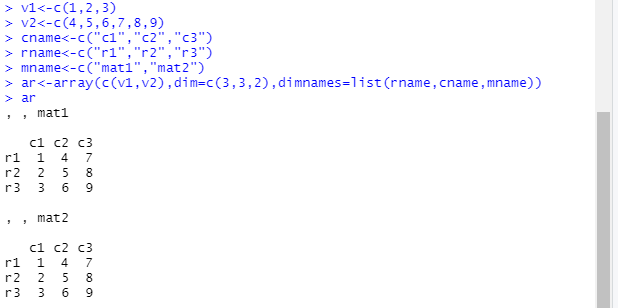 > v1<-c(1,2,3)
> v2<-c(4,5,6,7,8,9)
> cname<-c("c1","c2","c3")
> rname<-c("r1","r2","r3")
> mname<-c("mat1","mat2")
> ar<-array(c(v1,v2),dim=c(3,3,2),dimnames=list(rname,cname,mname))
> ar
, , mat1
c1 c2 c3
r1 1 4 7
r2 2 5 8
r3 3 6 9
, , mat2
c1 c2 c3
r1 1 4 7
r2 2 5 8
r3 3 6 9